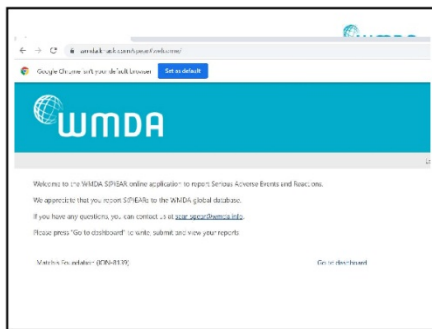 WMDA
Google Chrome isn't your default browser
Set as default
WMDA
Welcome to the WMDA S(P)EAR online application to report Serious Adverse Events and Reactions.
We appreciate that you report S(P)EARs to the WMDA global database.
If you have any questions, you can contact us at
Please press "Go to dashboard" to write, submit and view your reports
Foundation
Go to dashboard